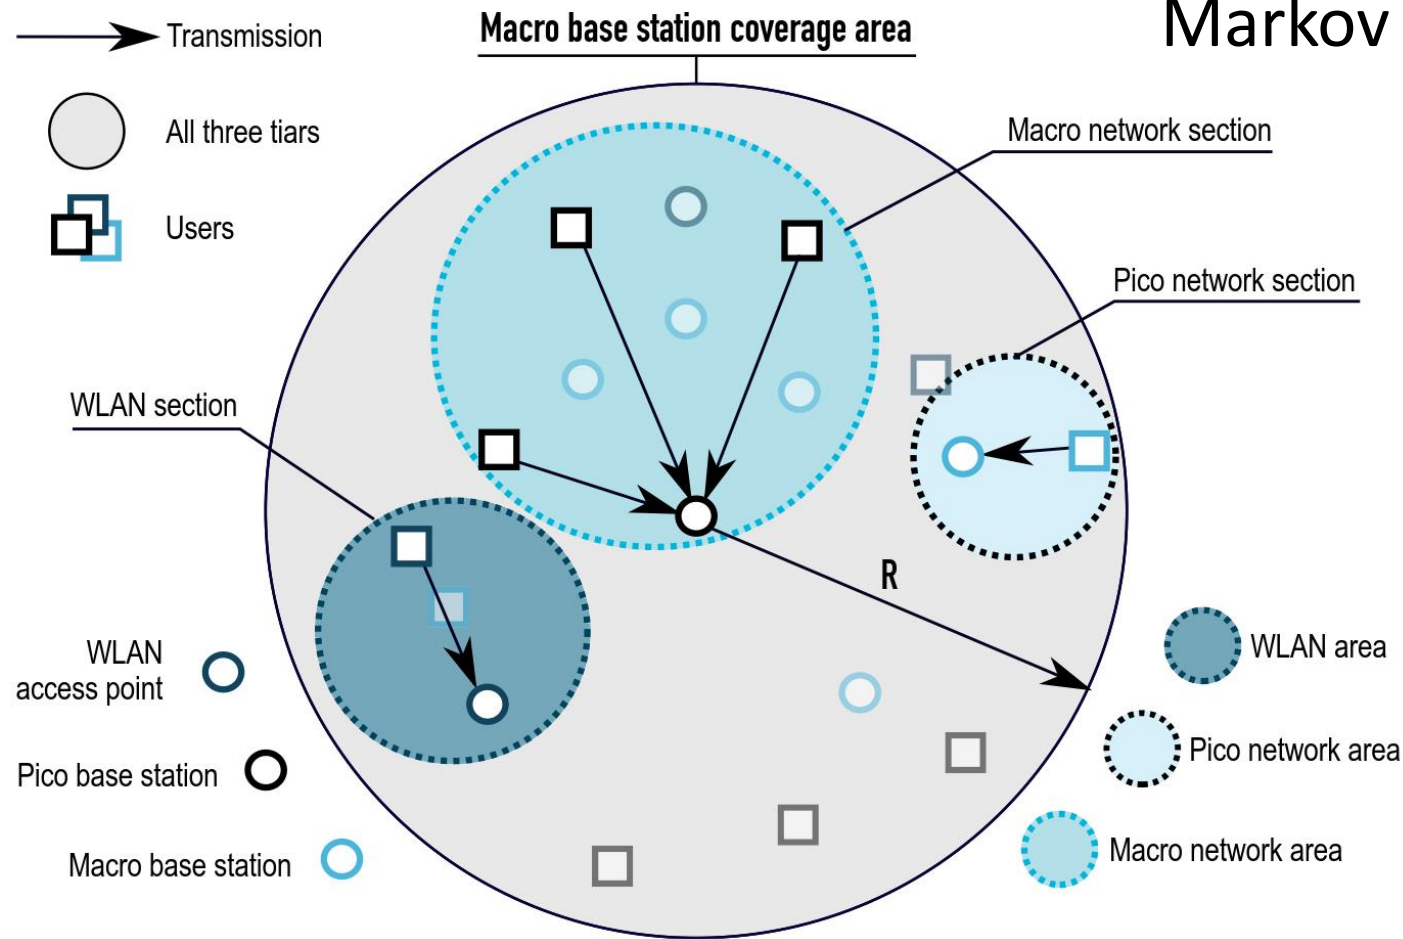 Markov
Transmission
Macro base station coverage area
All three tiars
Macro network section
Users
Pico network section
WLAN section
R
WLAN
access point
WLAN area
Pico base station
Pico network area
Macro base station
Macro network area